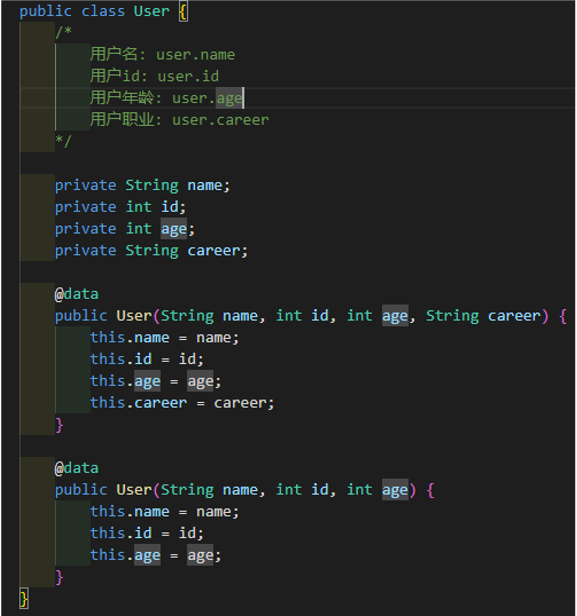 public class User {
/*
用户名: user.name
用户id: user.id
用户年龄: user.age
用户职业: user.career
*/
private String name;
private int id;
private int age;
private String career;
@data
public User(String name, int id, int age, String career) {
this.name = name;
this.id = id;
this.age = age;
this.career = career;
}
@data
public User(String name, int id, int age) {
this.name = name;
this.id = id;
this.age = age;
}
}